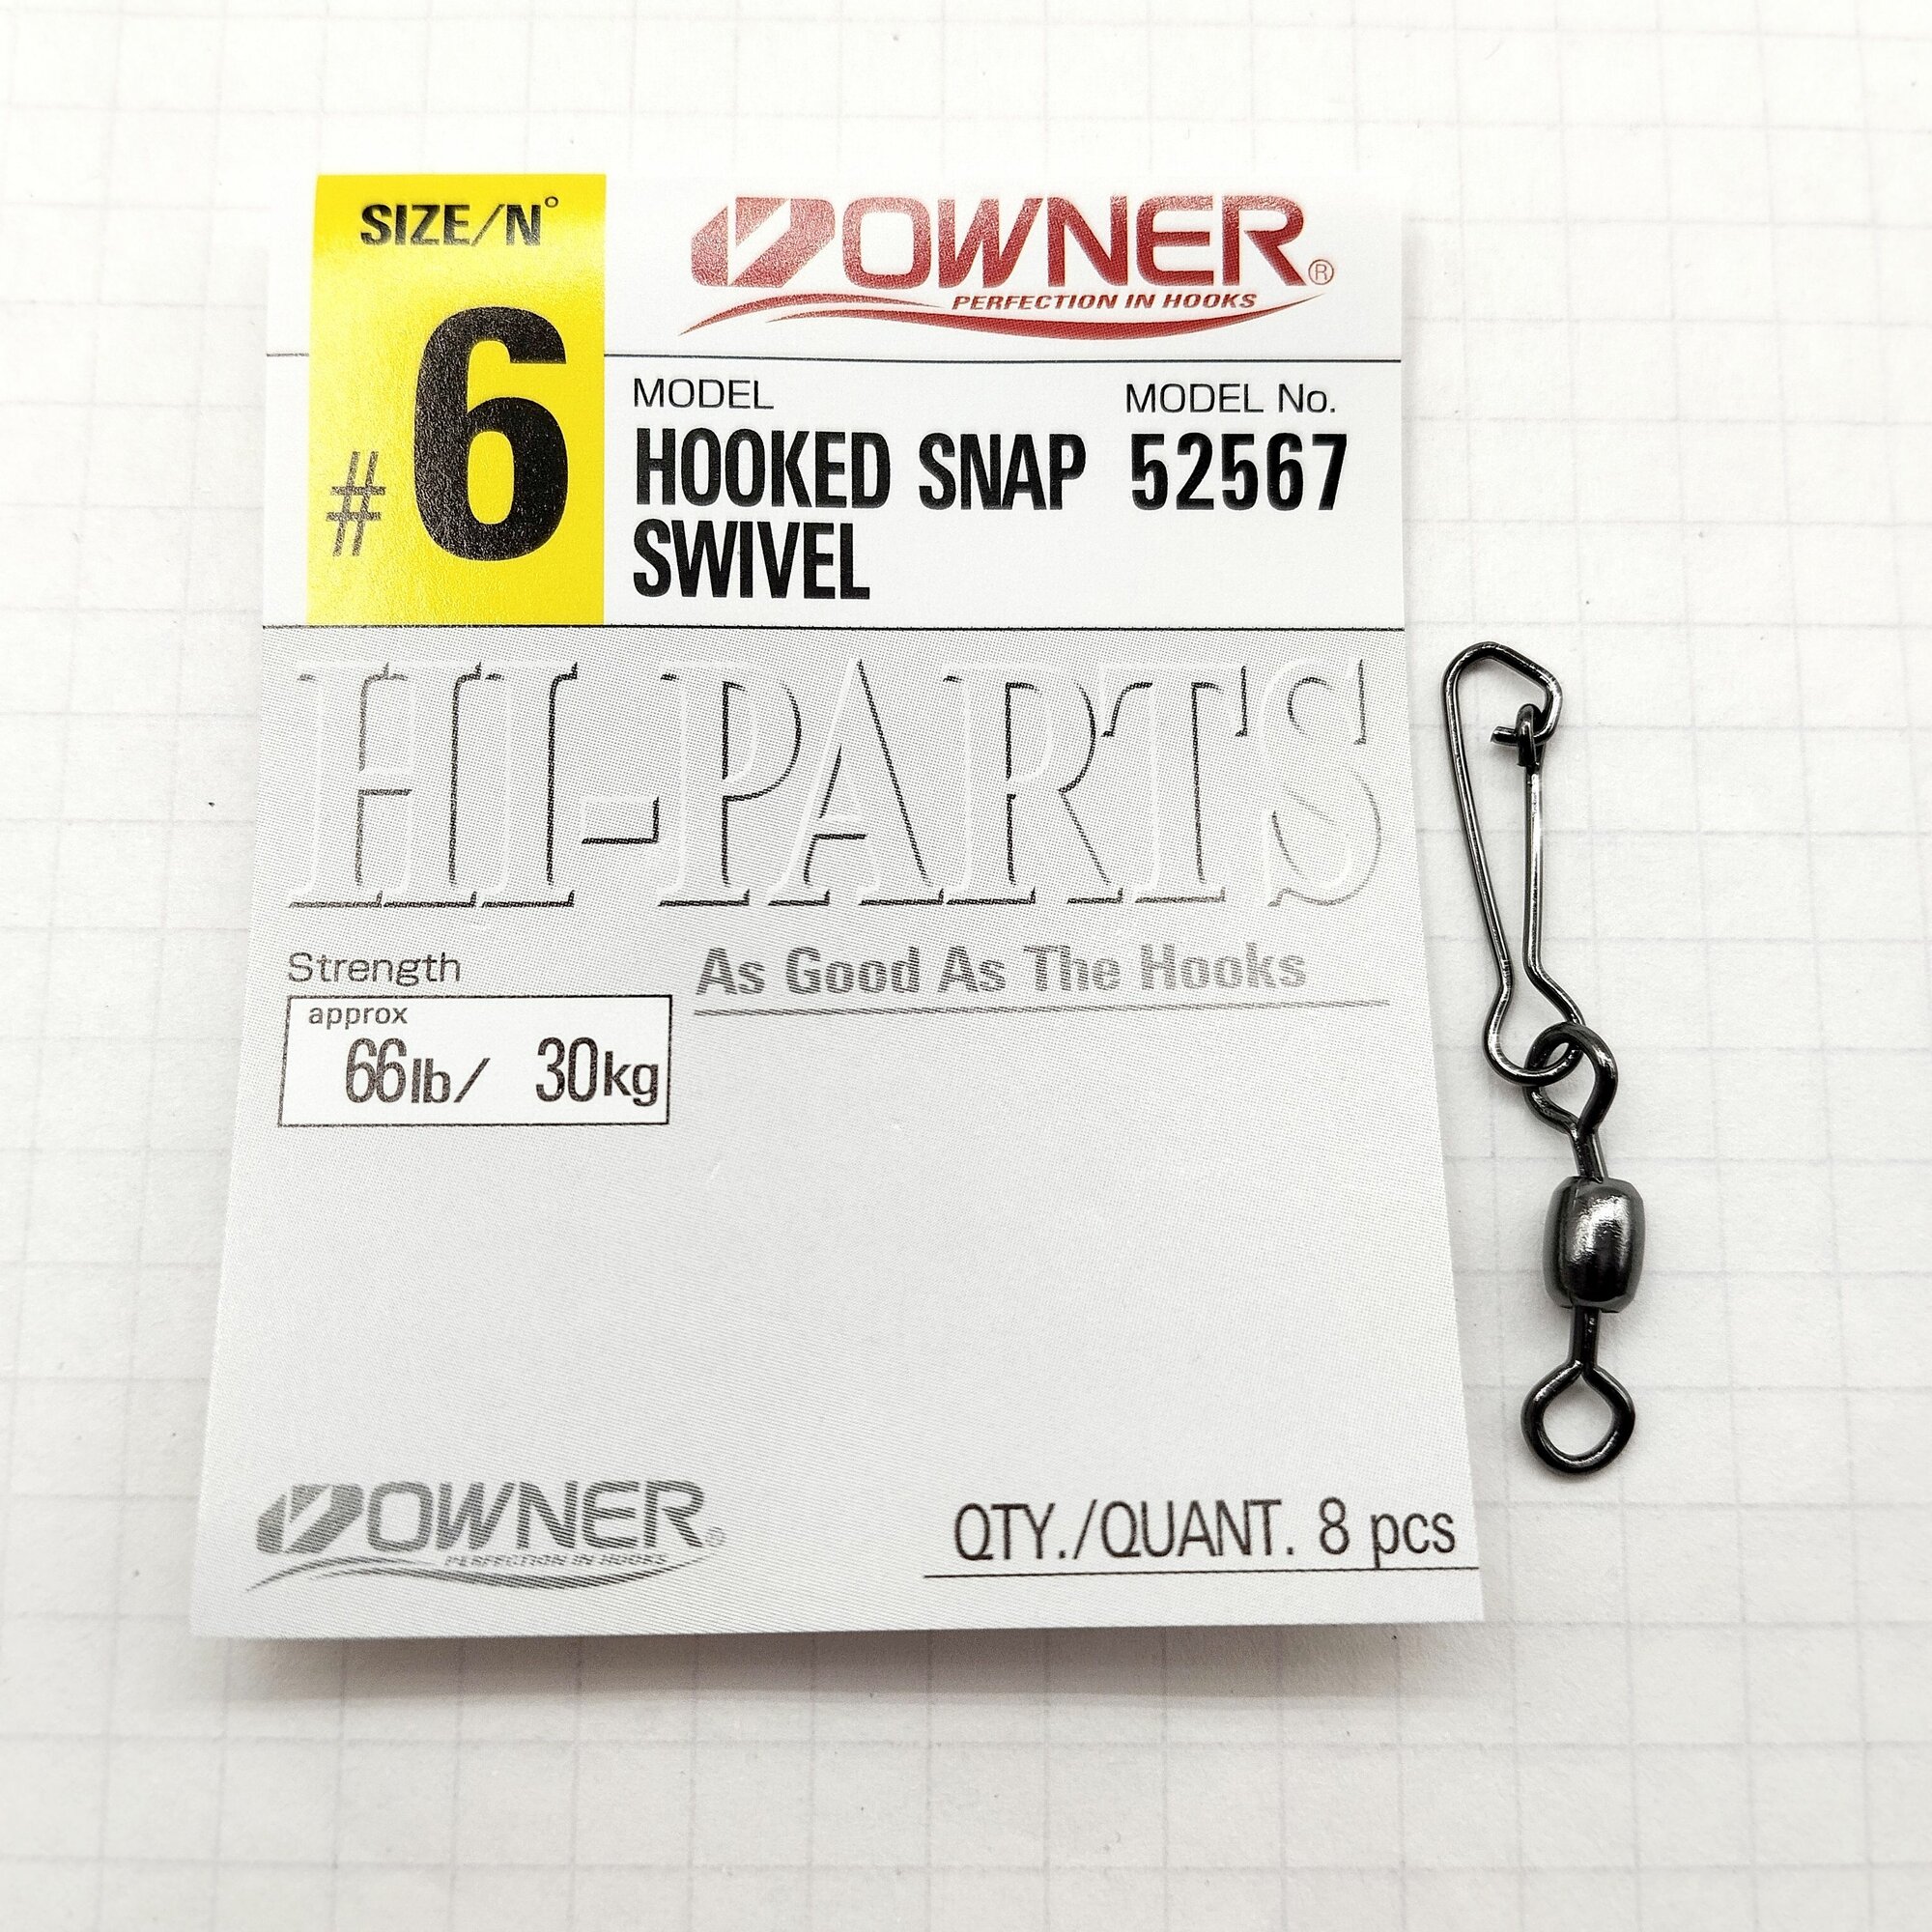 SIZE/N°
#6
OWNER®
PERFECTION IN HOOKS
MODEL
HOOKED SNAP
SWIVEL
MODEL No.
52567
HI-PARTS
As Good As The Hooks
Strength
approx
66lb/ 30kg
OWNER®
PERFECTION IN HOOKS
QTY./QUANT. 8 pcs